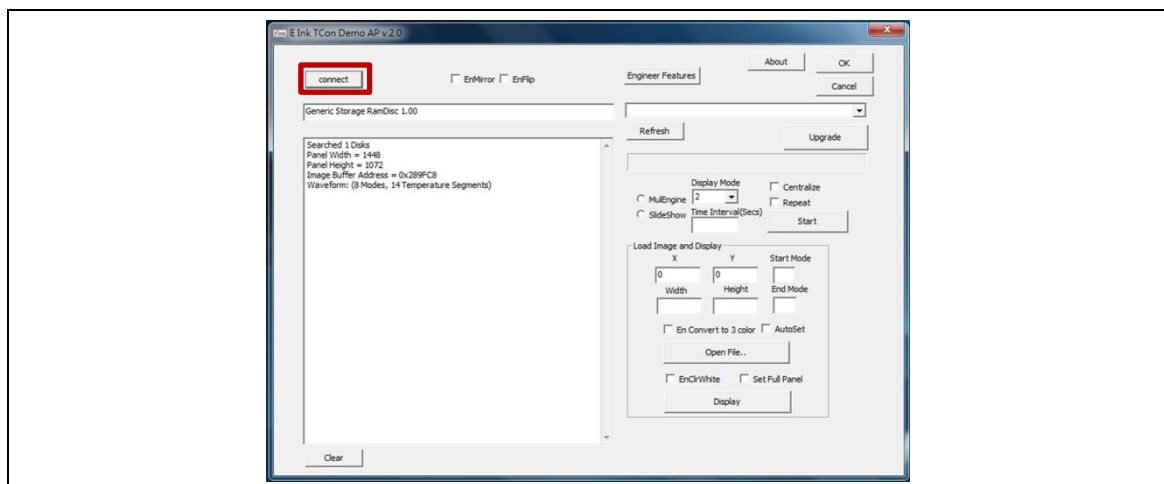 E Ink TCon Demo AP v.2.0
connect
EnMirror
EnFlip
Engineer Features
About
OK
Cancel
Generic Storage RamDisc 1.00
Refresh
Upgrade
Searched 1 Disks
Panel Width = 1448
Panel Height = 1072
Image Buffer Address = 0x289FC8
Waveform: (8 Modes, 14 Temperature Segments)
MulEngine
SlideShow
Display Mode
2
Time Interval(Secs)
Centralize
Repeat
Start
Load Image and Display
X
Y
Start Mode
0
0
Width
Height
End Mode
En Convert to 3 color
AutoSet
Open File..
EnClrWhite
Set Full Panel
Display
Clear